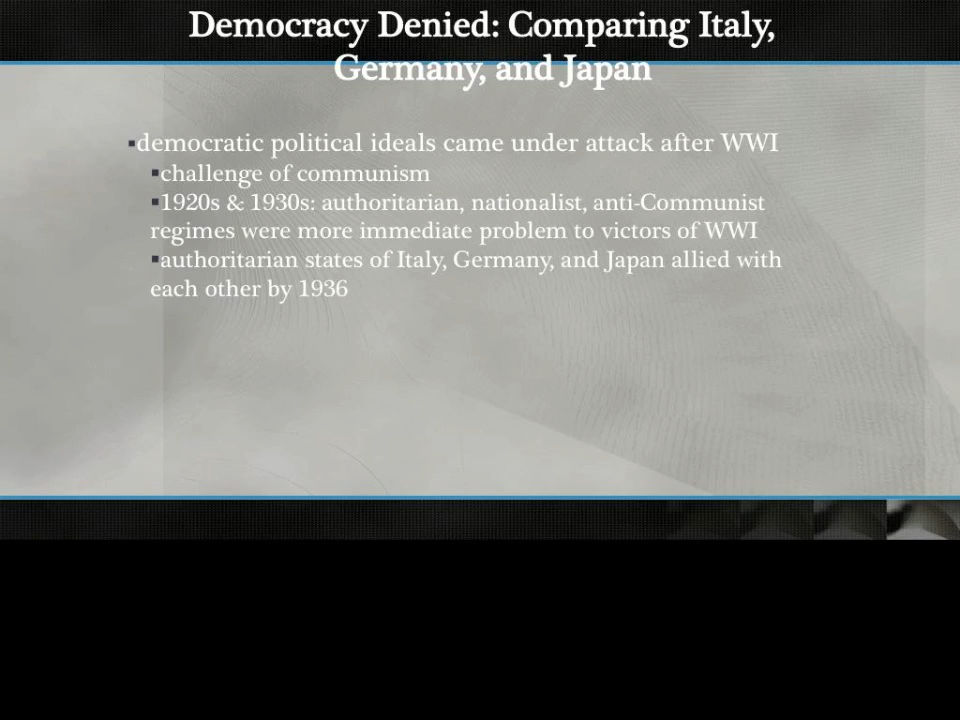 Democracy Denied: Comparing Italy,
Germany, and Japan
▪democratic political ideals came under attack after WWI
▪challenge of communism
▪1920s & 1930s: authoritarian, nationalist, anti-Communist
regimes were more immediate problem to victors of WWI
▪authoritarian states of Italy, Germany, and Japan allied with
each other by 1936